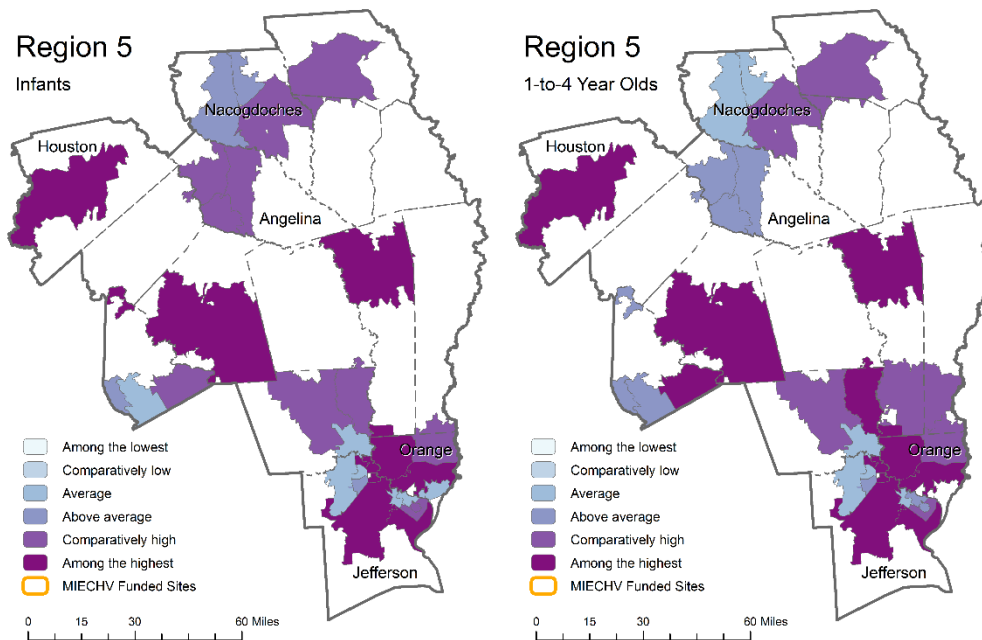 Region 5
Infants
Nacogdoches
Houston
Angelina
Orange
Jefferson
Among the lowest
Comparatively low
Average
Above average
Comparatively high
Among the highest
MIECHV Funded Sites
0 15 30 60 Miles
Region 5
1-to-4 Year Olds
Nacogdoches
Houston
Angelina
Orange
Jefferson
Among the lowest
Comparatively low
Average
Above average
Comparatively high
Among the highest
MIECHV Funded Sites
0 15 30 60 Miles